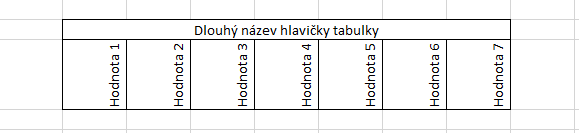 Dlouhý název hlavičky tabulky
Hodnota 1
Hodnota 2
Hodnota 3
Hodnota 4
Hodnota 5
Hodnota 6
Hodnota 7